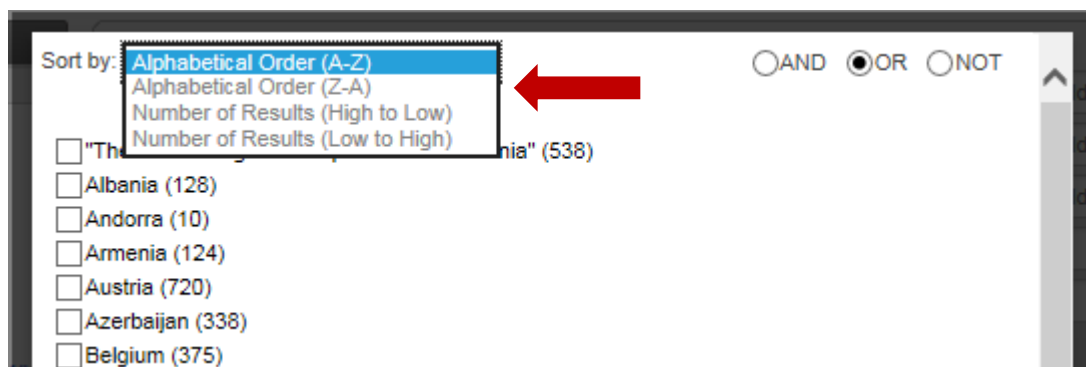 Sort by: Alphabetical Order (A-Z)
Alphabetical Order (Z-A)
Number of Results (High to Low)
Number of Results (Low to High)
AND OR NOT
"The nia" (538)
Albania (128)
Andorra (10)
Armenia (124)
Austria (720)
Azerbaijan (338)
Belgium (375)